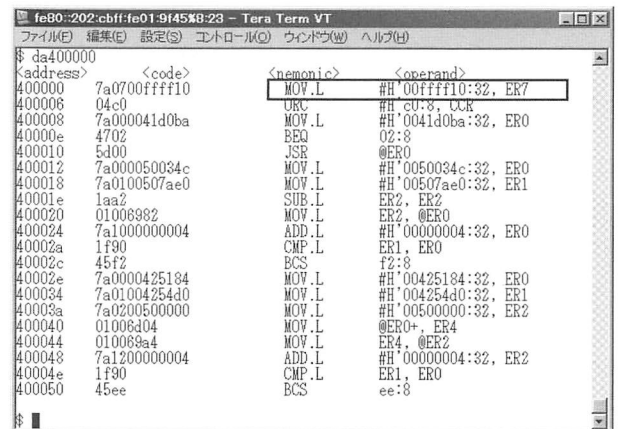 fe80::202:cbff:fe01:9f45%8:23 – Tera Term VT
ファイル(F) 編集(E) 設定(S) コントロール(O) ウィンドウ(W) ヘルプ(H)
$ da400000
<address> <code> <nemonic> <operand>
400000 7a0700ffff10 MOV.L #H'00ffff10:32, ER7
400006 04c0 ORC #H'c0:8, CCR
400008 7a000041d0ba MOV.L #H'0041d0ba:32, ER0
40000e 4702 BEQ 02:8
400010 5d00 JSR @ER0
400012 7a000050034c MOV.L #H'0050034c:32, ER0
400018 7a0100507ae0 MOV.L #H'00507ae0:32, ER1
40001e 1aa2 SUB.L ER2, ER2
400020 01006982 MOV.L ER2, @ER0
400024 7a1000000004 ADD.L #H'00000004:32, ER0
40002a 1f90 CMP.L ER1, ER0
40002c 45f2 BCS f2:8
40002e 7a0000425184 MOV.L #H'00425184:32, ER0
400034 7a01004254d0 MOV.L #H'004254d0:32, ER1
40003a 7a0200500000 MOV.L #H'00500000:32, ER2
400040 01006d04 MOV.L @ER0+, ER4
400044 010069a4 MOV.L ER4, @ER2
400048 7a1200000004 ADD.L #H'00000004:32, ER2
40004e 1f90 CMP.L ER1, ER0
400050 45ee BCS ee:8
$